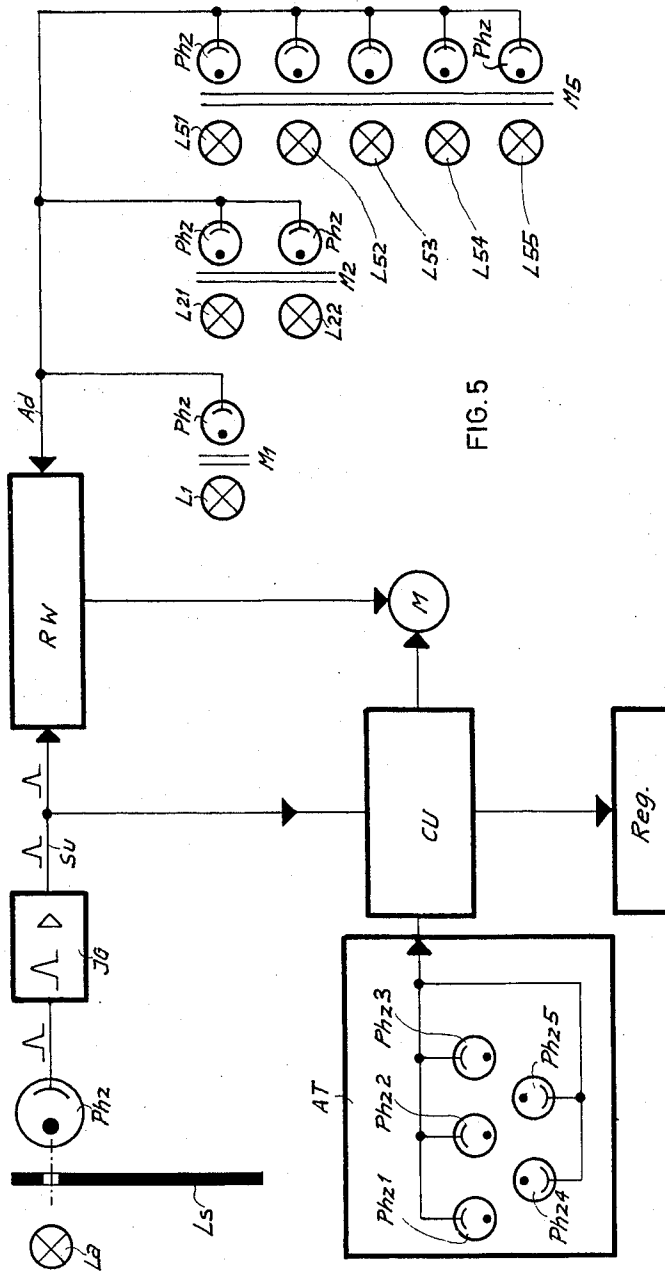 La
Ls
Phz
JG
SU
RW
Ad
L1
M1
Phz
L21
L22
M2
Phz
Phz
L51
L52
L53
L54
L55
M5
Phz
Phz
M
CU
Reg.
AT
Phz1
Phz2
Phz3
Phz4
Phz5
FIG. 5